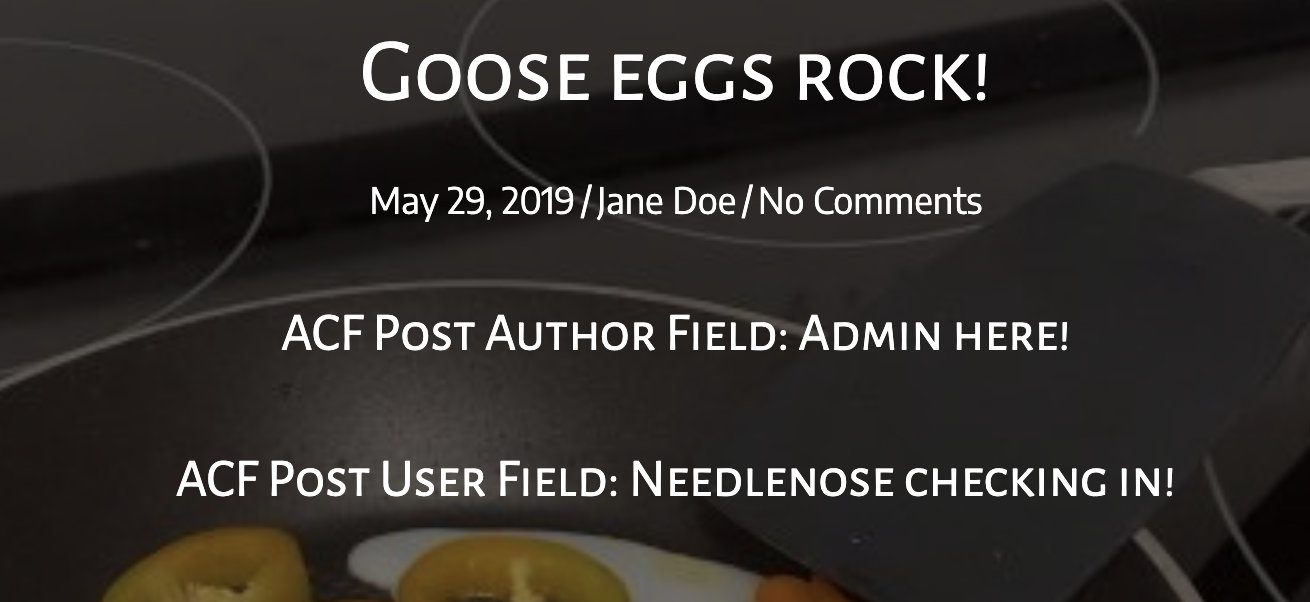 Goose eggs rock!
May 29, 2019 / Jane Doe / No Comments
ACF Post Author Field: Admin here!
ACF Post User Field: Needlenose checking in!